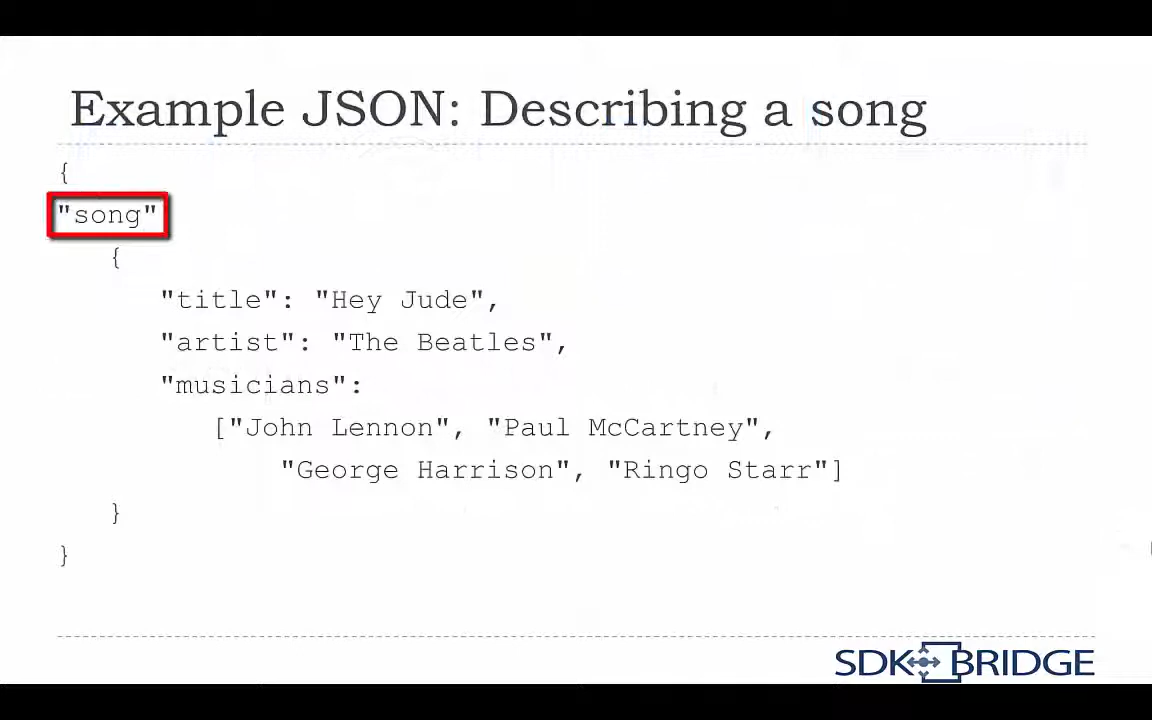 Example JSON: Describing a song
{
"song"
{
"title": "Hey Jude",
"artist": "The Beatles",
"musicians":
["John Lennon", "Paul McCartney",
"George Harrison", "Ringo Starr"]
}
}
SDK BRIDGE